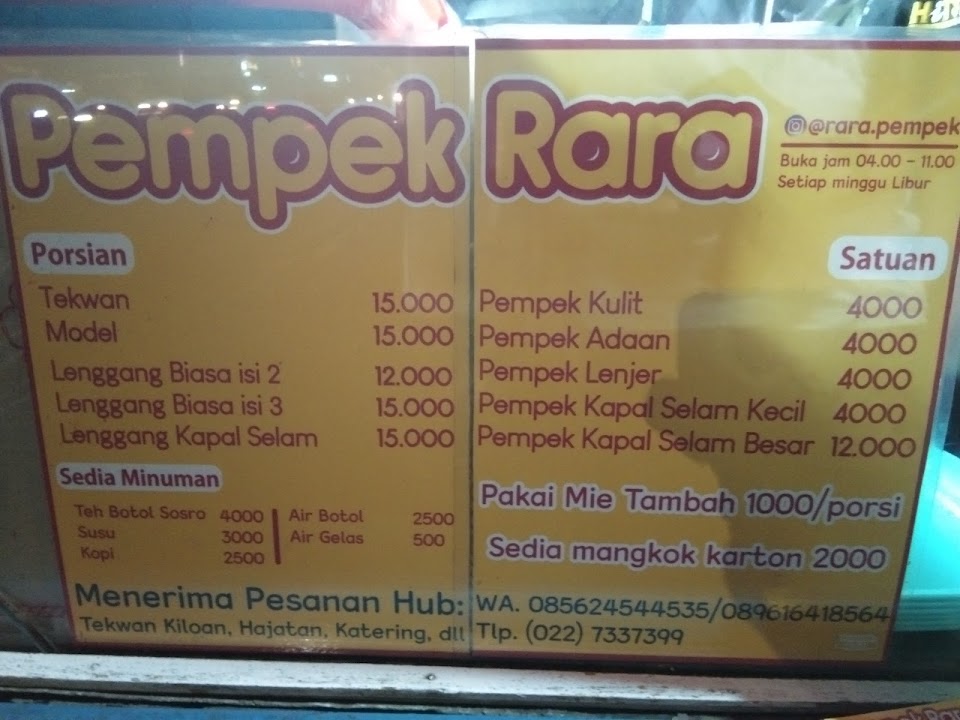 Pempek Rara
@rara.pempek
Buka jam 04.00 - 11.00
Setiap minggu Libur
Porsian
Tekwan 15.000
Model 15.000
Lenggang Biasa isi 2 12.000
Lenggang Biasa isi 3 15.000
Lenggang Kapal Selam 15.000
Sedia Minuman
Teh Botol Sosro 4000
Susu 3000
Kopi 2500
Air Botol 2500
Air Gelas 500
Satuan
Pempek Kulit 4000
Pempek Adaan 4000
Pempek Lenjer 4000
Pempek Kapal Selam Kecil 4000
Pempek Kapal Selam Besar 12.000
Pakai Mie Tambah 1000/porsi
Sedia mangkok karton 2000
Menerima Pesanan Hub: WA. 085624544535/089616418564
Tekwan Kiloan, Hajatan, Katering, dll Tlp. (022) 7337399